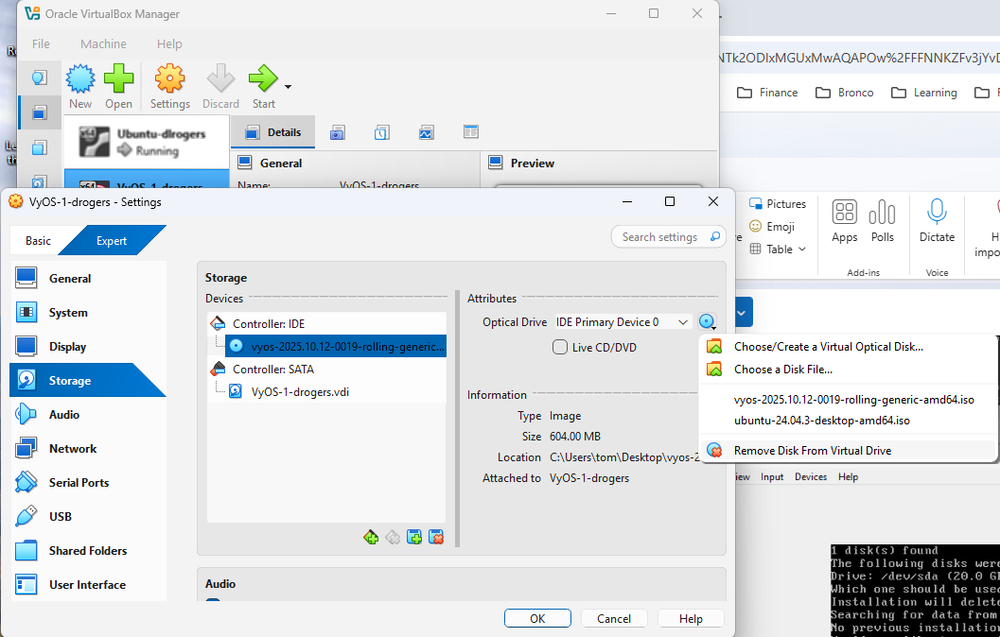 Oracle VirtualBox Manager
File Machine Help
New Open Settings Discard Start
Ubuntu-dlrogers
Running
Details
General
Preview
Name: VyOS-1-drogers
VyOS-1-drogers
NTk2ODIxMGUxMwAQAPOw%2FFFNNKZFv3jYvD
Finance Bronco Learning
Pictures
Emoji
Table
Apps Polls
Add-ins
Dictate
Voice
VyOS-1-drogers - Settings
Basic Expert
Search settings
General
System
Display
Storage
Audio
Network
Serial Ports
USB
Shared Folders
User Interface
Storage
Devices
Controller: IDE
vyos-2025.10.12-0019-rolling-generic...
Controller: SATA
VyOS-1-drogers.vdi
Attributes
Optical Drive IDE Primary Device 0
Live CD/DVD
Information
Type Image
Size 604.00 MB
Location C:\Users\tom\Desktop\vyos-2
Attached to VyOS-1-drogers
Audio
OK Cancel Help
Choose/Create a Virtual Optical Disk...
Choose a Disk File...
vyos-2025.10.12-0019-rolling-generic-amd64.iso
ubuntu-24.04.3-desktop-amd64.iso
Remove Disk From Virtual Drive
iew Input Devices Help
1 disk(s) found
The following disks were
Drive: /dev/sda (20.0 G
Which one should be used
Installation will delete
Searching for data from
No previous installation